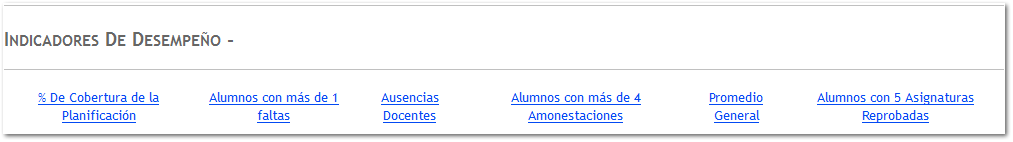 INDICADORES DE DESEMPEÑO -
% De Cobertura de la
Planificación
Alumnos con más de 1
faltas
Ausencias
Docentes
Alumnos con más de 4
Amonestaciones
Promedio
General
Alumnos con 5 Asignaturas
Reprobadas